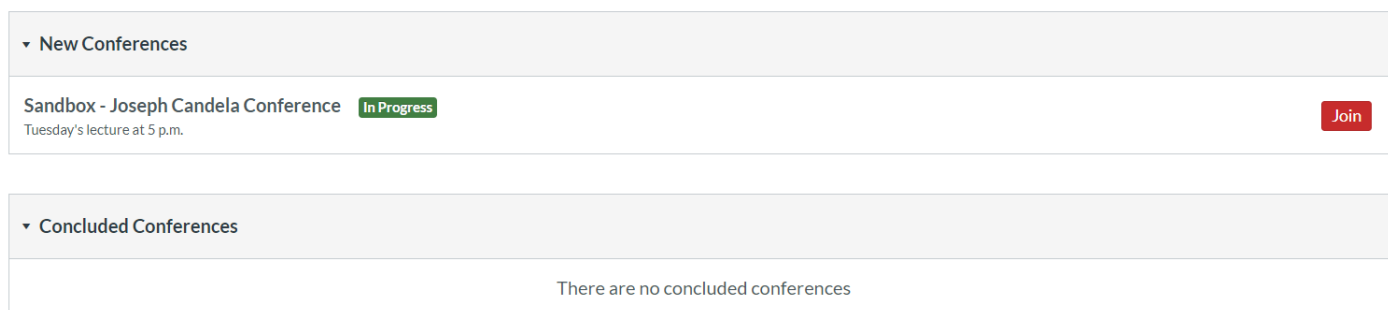 New Conferences
Sandbox - Joseph Candela Conference In Progress
Tuesday's lecture at 5 p.m.
Join
Concluded Conferences
There are no concluded conferences